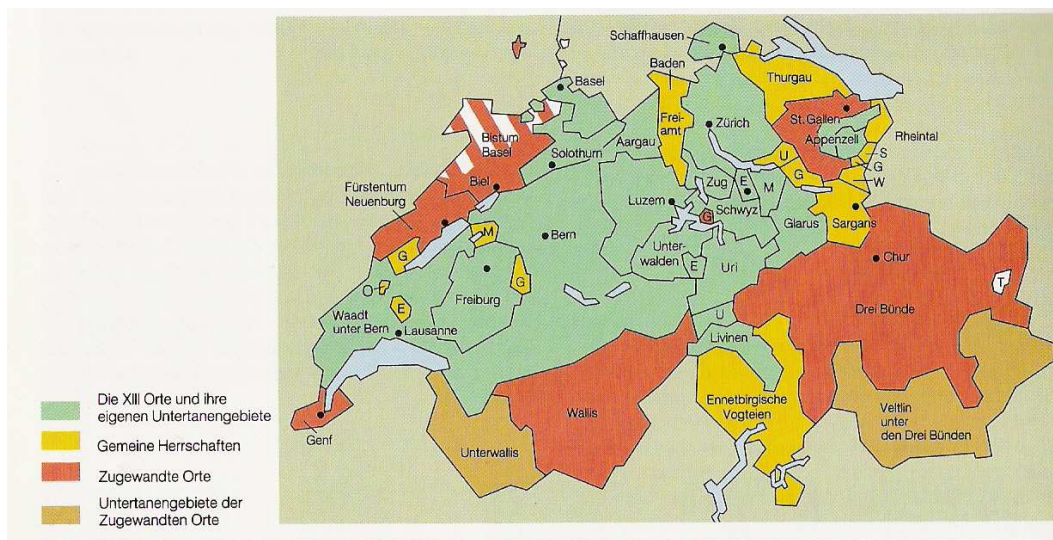 Schaffhausen
Baden
Basel
Thurgau
Frei-
amt
Zürich
St. Gallen
Rheintal
Bistum
Basel
Aargau
Appenzell
Solothurn
U
S
G
G
W
Biel
Zug
E
M
Fürstentum
Neuenburg
Luzern
G
Schwyz
Sargans
Glarus
M
Bern
Unter-
walden
G
E
Uri
Chur
O
Freiburg
G
T
E
Waadt
unter Bern
Lausanne
U
Livinen
Drei Bünde
Die XIII Orte und ihre
eigenen Untertanengebiete
Ennetbirgische
Vogteien
Veltlin
unter
den Drei Bünden
Wallis
Genf
Gemeine Herrschaften
Unterwallis
Zugewandte Orte
Untertanengebiete der
Zugewandten Orte